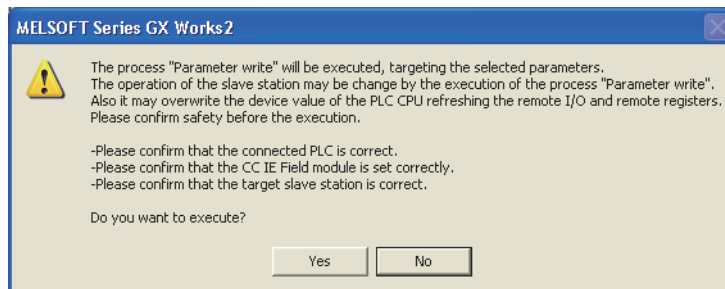 MELSOFT Series GX Works2
The process "Parameter write" will be executed, targeting the selected parameters.
The operation of the slave station may be change by the execution of the process "Parameter write".
Also it may overwrite the device value of the PLC CPU refreshing the remote I/O and remote registers.
Please confirm safety before the execution.
-Please confirm that the connected PLC is correct.
-Please confirm that the CC IE Field module is set correctly.
-Please confirm that the target slave station is correct.
Do you want to execute?
Yes
No